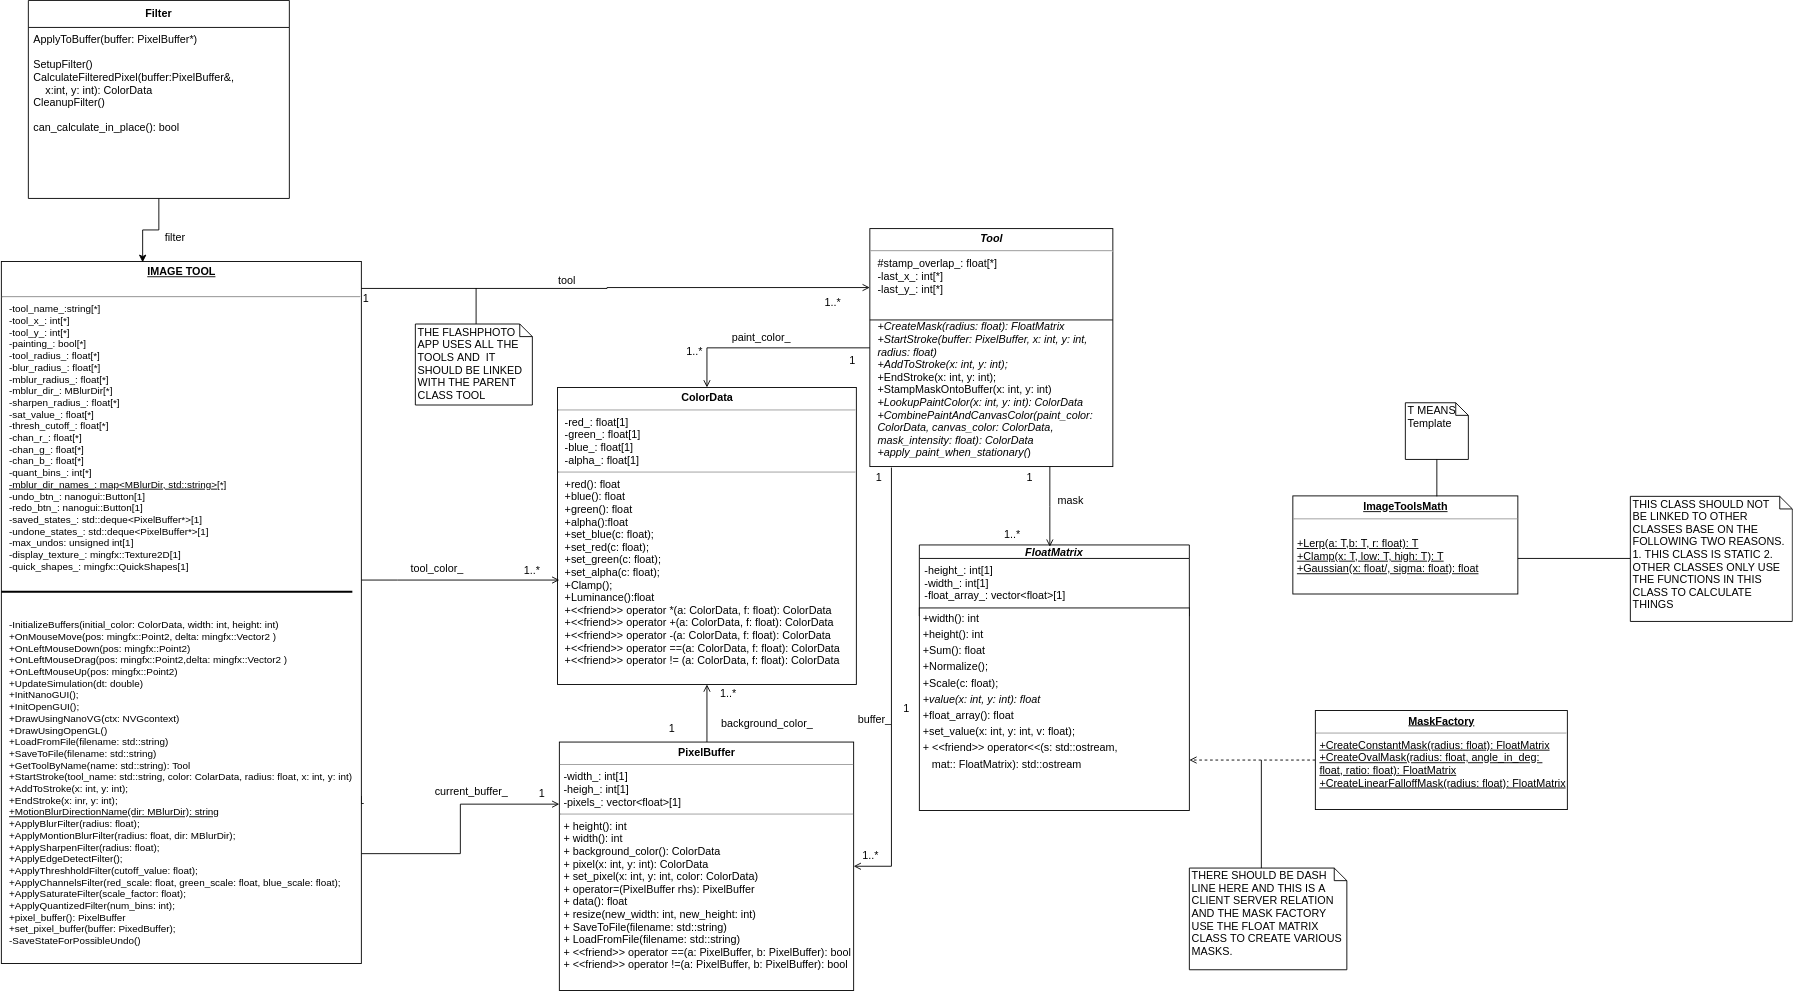 Filter
ApplyToBuffer(buffer: PixelBuffer*)
SetupFilter()
CalculateFilteredPixel(buffer:PixelBuffer&,
x:int, y: int): ColorData
CleanupFilter()
can_calculate_in_place(): bool
filter
IMAGE TOOL
-tool_name_:string[*]
-tool_x_: int[*]
-tool_y_: int[*]
-painting_: bool[*]
-tool_radius_: float[*]
-blur_radius_: float[*]
-mblur_radius_: float[*]
-mblur_dir_: MBlurDir[*]
-sharpen_radius_: float[*]
-sat_value_: float[*]
-thresh_cutoff_: float[*]
-chan_r_: float[*]
-chan_g_: float[*]
-chan_b_: float[*]
-quant_bins_: int[*]
-mblur_dir_names_: map<MBlurDir, std::string>[*]
-undo_btn_: nanogui::Button[1]
-redo_btn_: nanogui::Button[1]
-saved_states_: std::deque<PixelBuffer*>[1]
-undone_states_: std::deque<PixelBuffer*>[1]
-max_undos: unsigned int[1]
-display_texture_: mingfx::Texture2D[1]
-quick_shapes_: mingfx::QuickShapes[1]
-InitializeBuffers(initial_color: ColorData, width: int, height: int)
+OnMouseMove(pos: mingfx::Point2, delta: mingfx::Vector2 )
+OnLeftMouseDown(pos: mingfx::Point2)
+OnLeftMouseDrag(pos: mingfx::Point2,delta: mingfx::Vector2 )
+OnLeftMouseUp(pos: mingfx::Point2)
+UpdateSimulation(dt: double)
+InitNanoGUI();
+InitOpenGUI();
+DrawUsingNanoVG(ctx: NVGcontext)
+DrawUsingOpenGL()
+LoadFromFile(filename: std::string)
+SaveToFile(filename: std::string)
+GetToolByName(name: std::string): Tool
+StartStroke(tool_name: std::string, color: ColarData, radius: float, x: int, y: int)
+AddToStroke(x: int, y: int);
+EndStroke(x: inr, y: int);
+MotionBlurDirectionName(dir: MBlurDir): string
+ApplyBlurFilter(radius: float);
+ApplyMontionBlurFilter(radius: float, dir: MBlurDir);
+ApplySharpenFilter(radius: float);
+ApplyEdgeDetectFilter();
+ApplyThreshholdFilter(cutoff_value: float);
+ApplyChannelsFilter(red_scale: float, green_scale: float, blue_scale: float);
+ApplySaturateFilter(scale_factor: float);
+ApplyQuantizedFilter(num_bins: int);
+pixel_buffer(): PixelBuffer
+set_pixel_buffer(buffer: PixedBuffer);
-SaveStateForPossibleUndo()
1
tool
1..*
THE FLASHPHOTO
APP USES ALL THE
TOOLS AND  IT
SHOULD BE LINKED
WITH THE PARENT
CLASS TOOL
Tool
#stamp_overlap_: float[*]
-last_x_: int[*]
-last_y_: int[*]
+CreateMask(radius: float): FloatMatrix
+StartStroke(buffer: PixelBuffer, x: int, y: int,
radius: float)
+AddToStroke(x: int, y: int);
+EndStroke(x: int, y: int);
+StampMaskOntoBuffer(x: int, y: int)
+LookupPaintColor(x: int, y: int): ColorData
+CombinePaintAndCanvasColor(paint_color:
ColorData, canvas_color: ColorData,
mask_intensity: float): ColorData
+apply_paint_when_stationary()
paint_color_
1..*
1
ColorData
-red_: float[1]
-green_: float[1]
-blue_: float[1]
-alpha_: float[1]
+red(): float
+blue(): float
+green(): float
+alpha():float
+set_blue(c: float);
+set_red(c: float);
+set_green(c: float);
+set_alpha(c: float);
+Clamp();
+Luminance():float
+<<friend>> operator *(a: ColorData, f: float): ColorData
+<<friend>> operator +(a: ColorData, f: float): ColorData
+<<friend>> operator -(a: ColorData, f: float): ColorData
+<<friend>> operator ==(a: ColorData, f: float): ColorData
+<<friend>> operator != (a: ColorData, f: float): ColorData
tool_color_
1..*
1..*
background_color_
1
current_buffer_
1
PixelBuffer
-width_: int[1]
-heigh_: int[1]
-pixels_: vector<float>[1]
+ height(): int
+ width(): int
+ background_color(): ColorData
+ pixel(x: int, y: int): ColorData
+ set_pixel(x: int, y: int, color: ColorData)
+ operator=(PixelBuffer rhs): PixelBuffer
+ data(): float
+ resize(new_width: int, new_height: int)
+ SaveToFile(filename: std::string)
+ LoadFromFile(filename: std::string)
+ <<friend>> operator ==(a: PixelBuffer, b: PixelBuffer): bool
+ <<friend>> operator !=(a: PixelBuffer, b: PixelBuffer): bool
1
buffer_
1
1..*
1
mask
1..*
FloatMatrix
-height_: int[1]
-width_: int[1]
-float_array_: vector<float>[1]
+width(): int
+height(): int
+Sum(): float
+Normalize();
+Scale(c: float);
+value(x: int, y: int): float
+float_array(): float
+set_value(x: int, y: int, v: float);
+ <<friend>> operator<<(s: std::ostream,
mat:: FloatMatrix): std::ostream
T MEANS
Template
ImageToolsMath
+Lerp(a: T,b: T, r: float): T
+Clamp(x: T, low: T, high: T): T
+Gaussian(x: float/, sigma: float): float
THIS CLASS SHOULD NOT
BE LINKED TO OTHER
CLASSES BASE ON THE
FOLLOWING TWO REASONS.
1. THIS CLASS IS STATIC 2.
OTHER CLASSES ONLY USE
THE FUNCTIONS IN THIS
CLASS TO CALCULATE
THINGS
MaskFactory
+CreateConstantMask(radius: float): FloatMatrix
+CreateOvalMask(radius: float, angle_in_deg:
float, ratio: float): FloatMatrix
+CreateLinearFalloffMask(radius: float): FloatMatrix
THERE SHOULD BE DASH
LINE HERE AND THIS IS A
CLIENT SERVER RELATION
AND THE MASK FACTORY
USE THE FLOAT MATRIX
CLASS TO CREATE VARIOUS
MASKS.